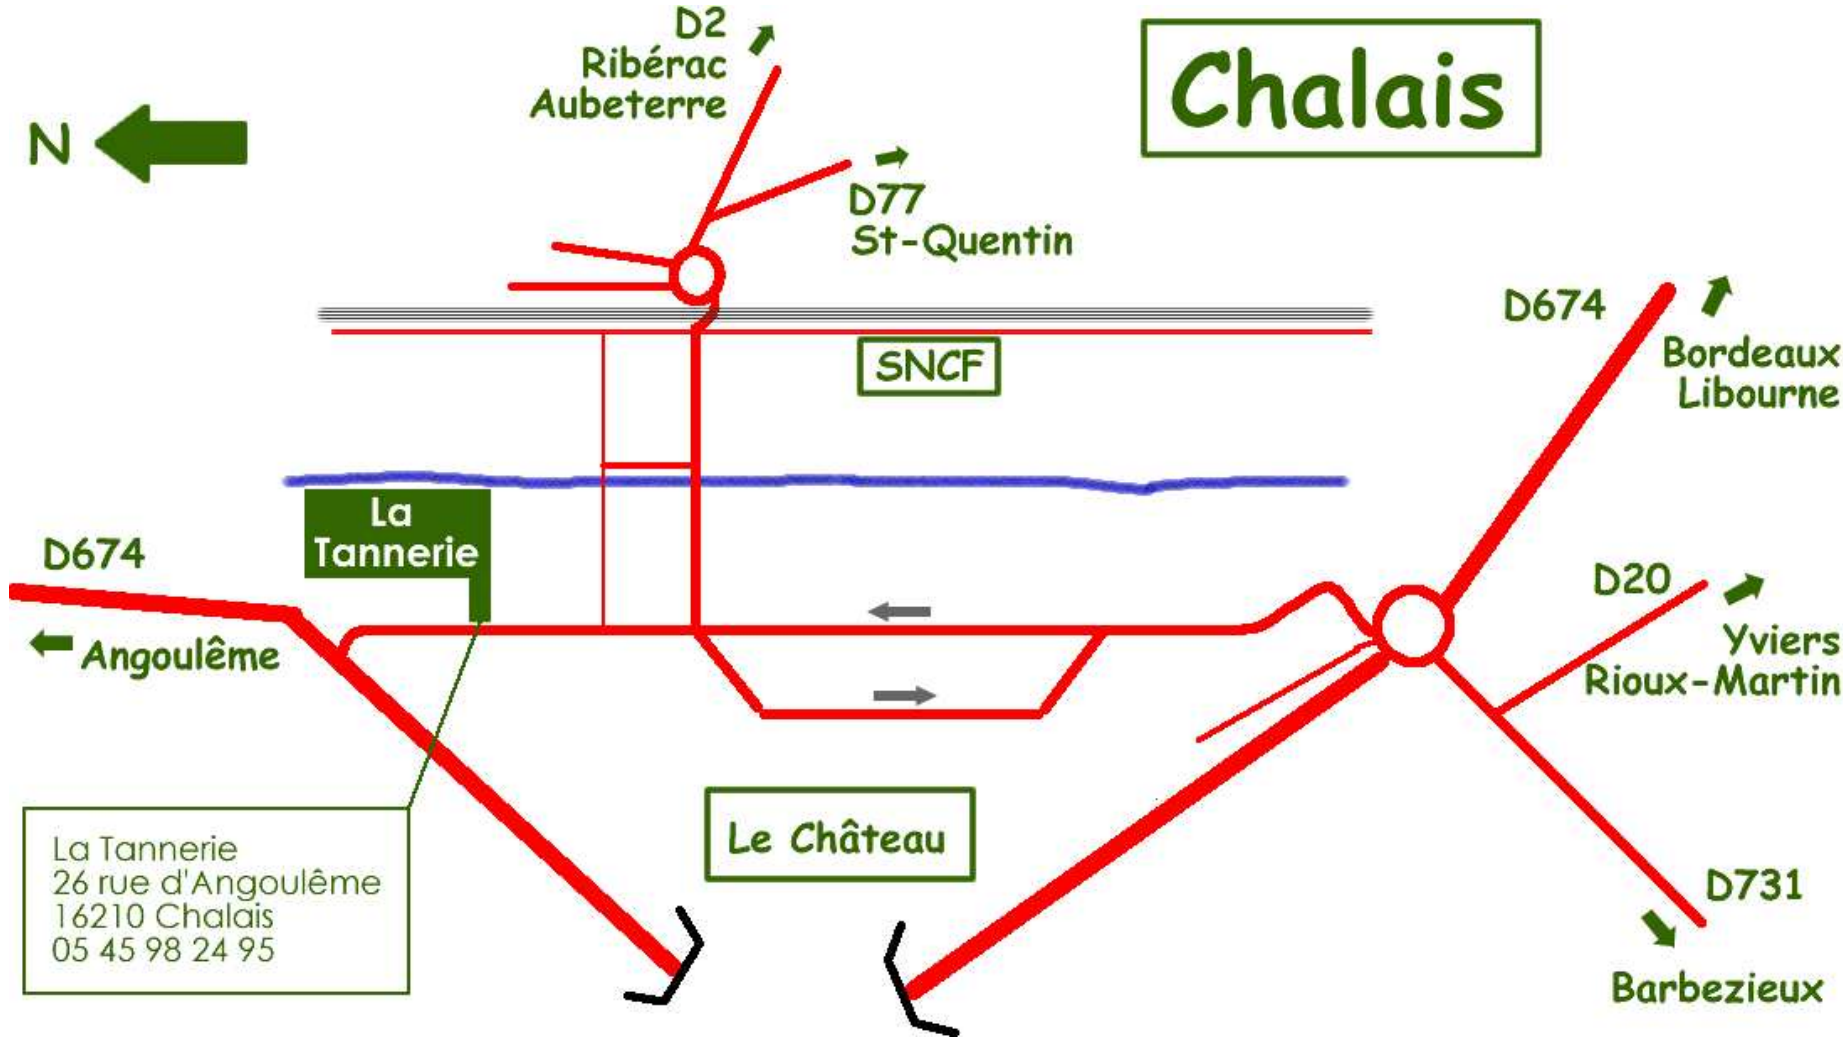 Chalais
D2
Ribérac
Aubeterre
N
D77
St-Quentin
D674
Bordeaux
Libourne
SNCF
La
Tannerie
D674
Angoulême
D20
Yviers
Rioux-Martin
Le Château
La Tannerie
26 rue d'Angoulême
16210 Chalais
05 45 98 24 95
D731
Barbezieux